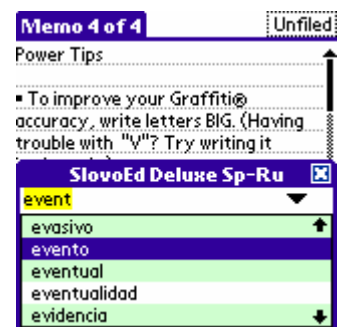 Memo 4 of 4
Unfiled
Power Tips
▪ To improve your Graffiti®
accuracy, write letters BIG. (Having
trouble with "V"? Try writing it
SlovoEd Deluxe Sp-Ru
event
evasivo
evento
eventual
eventualidad
evidencia